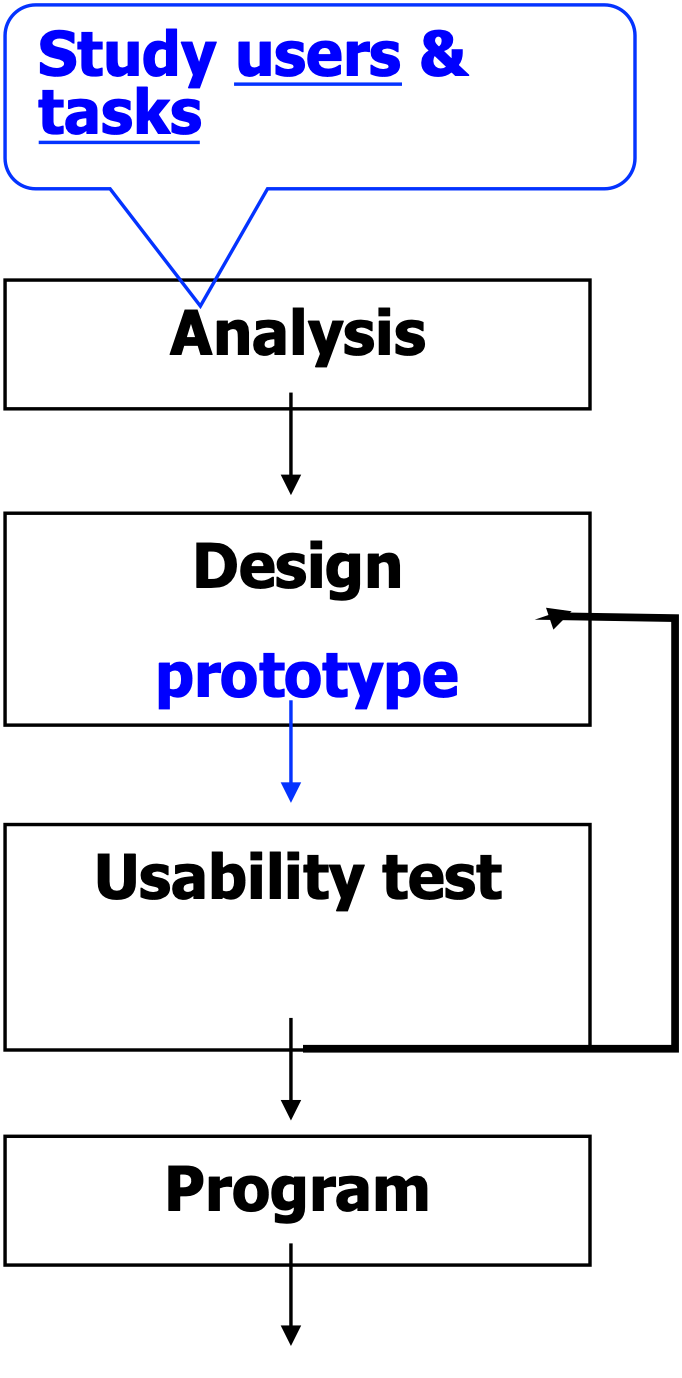 Study users &
tasks
Analysis
Design
prototype
Usability test
Program